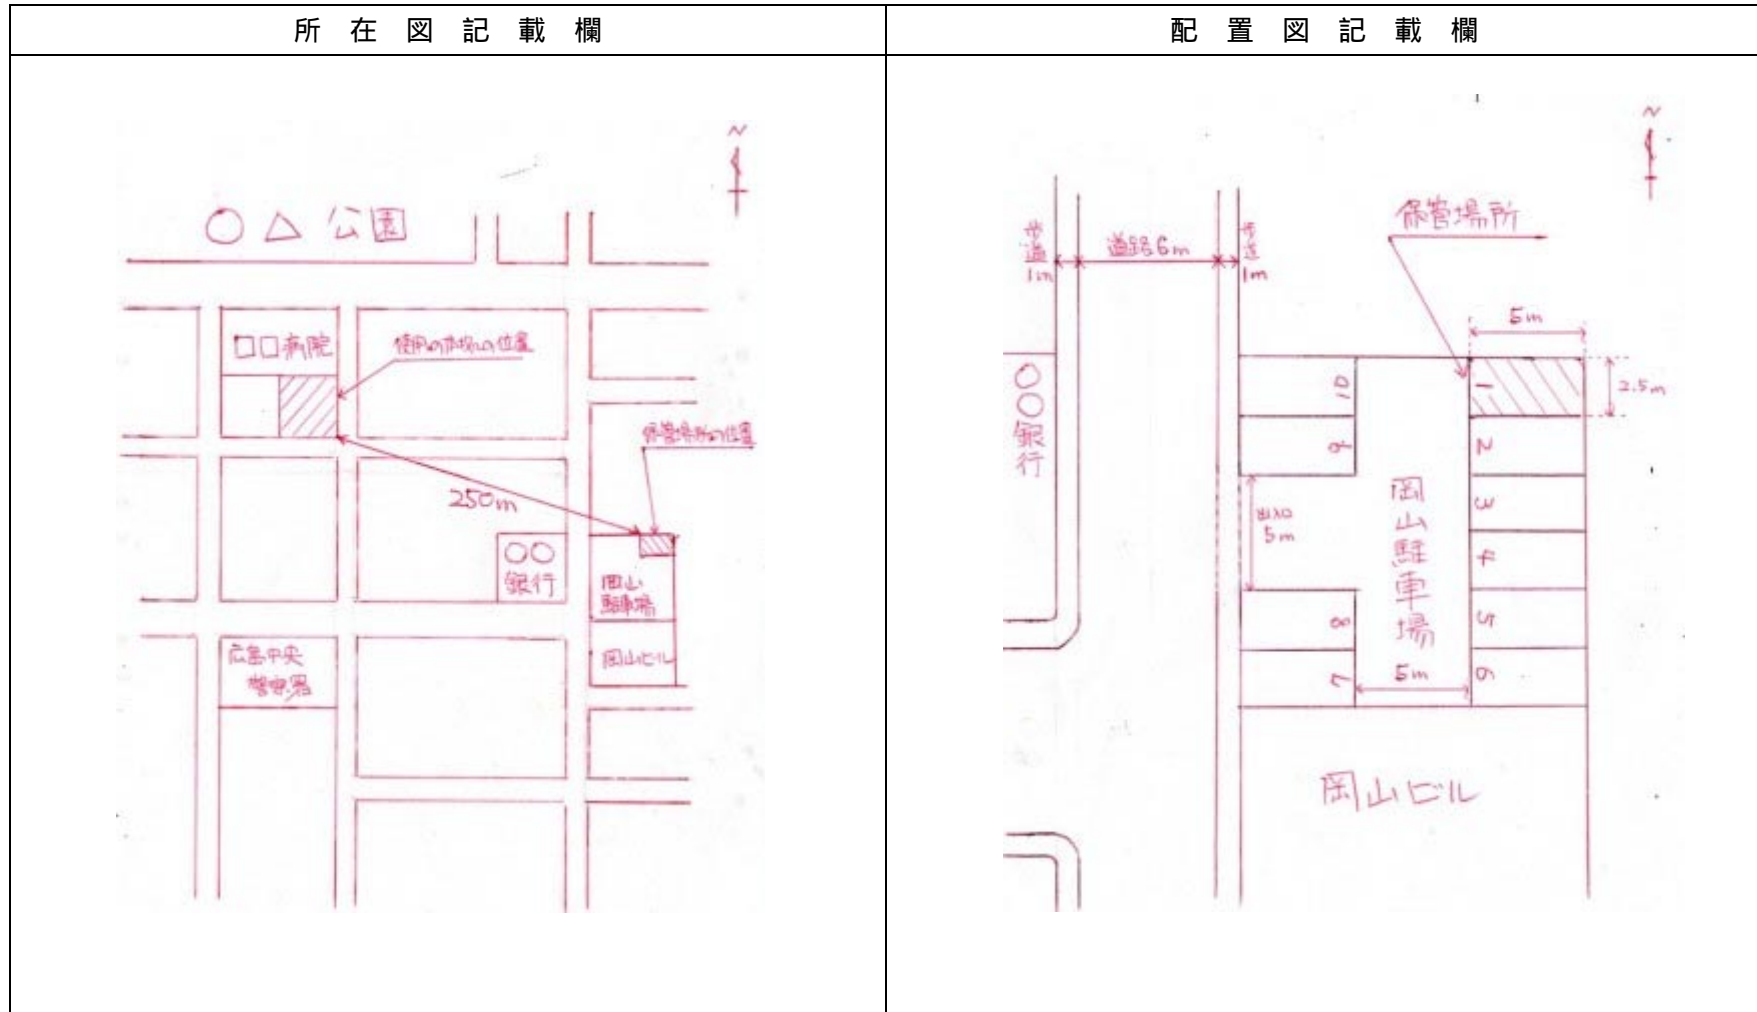 所在図記載欄
配置図記載欄
N
○△公園
□□病院
使用の本拠の位置
保管場所の位置
250m
○○
銀行
岡山
駐車場
岡山ビル
広島中央
警察署
N
保管場所
歩道
1m
道路6m
歩道
1m
5m
2.5m
○○銀行
10
9
8
7
1
2
3
4
5
6
出入口
5m
岡山駐車場
5m
岡山ビル